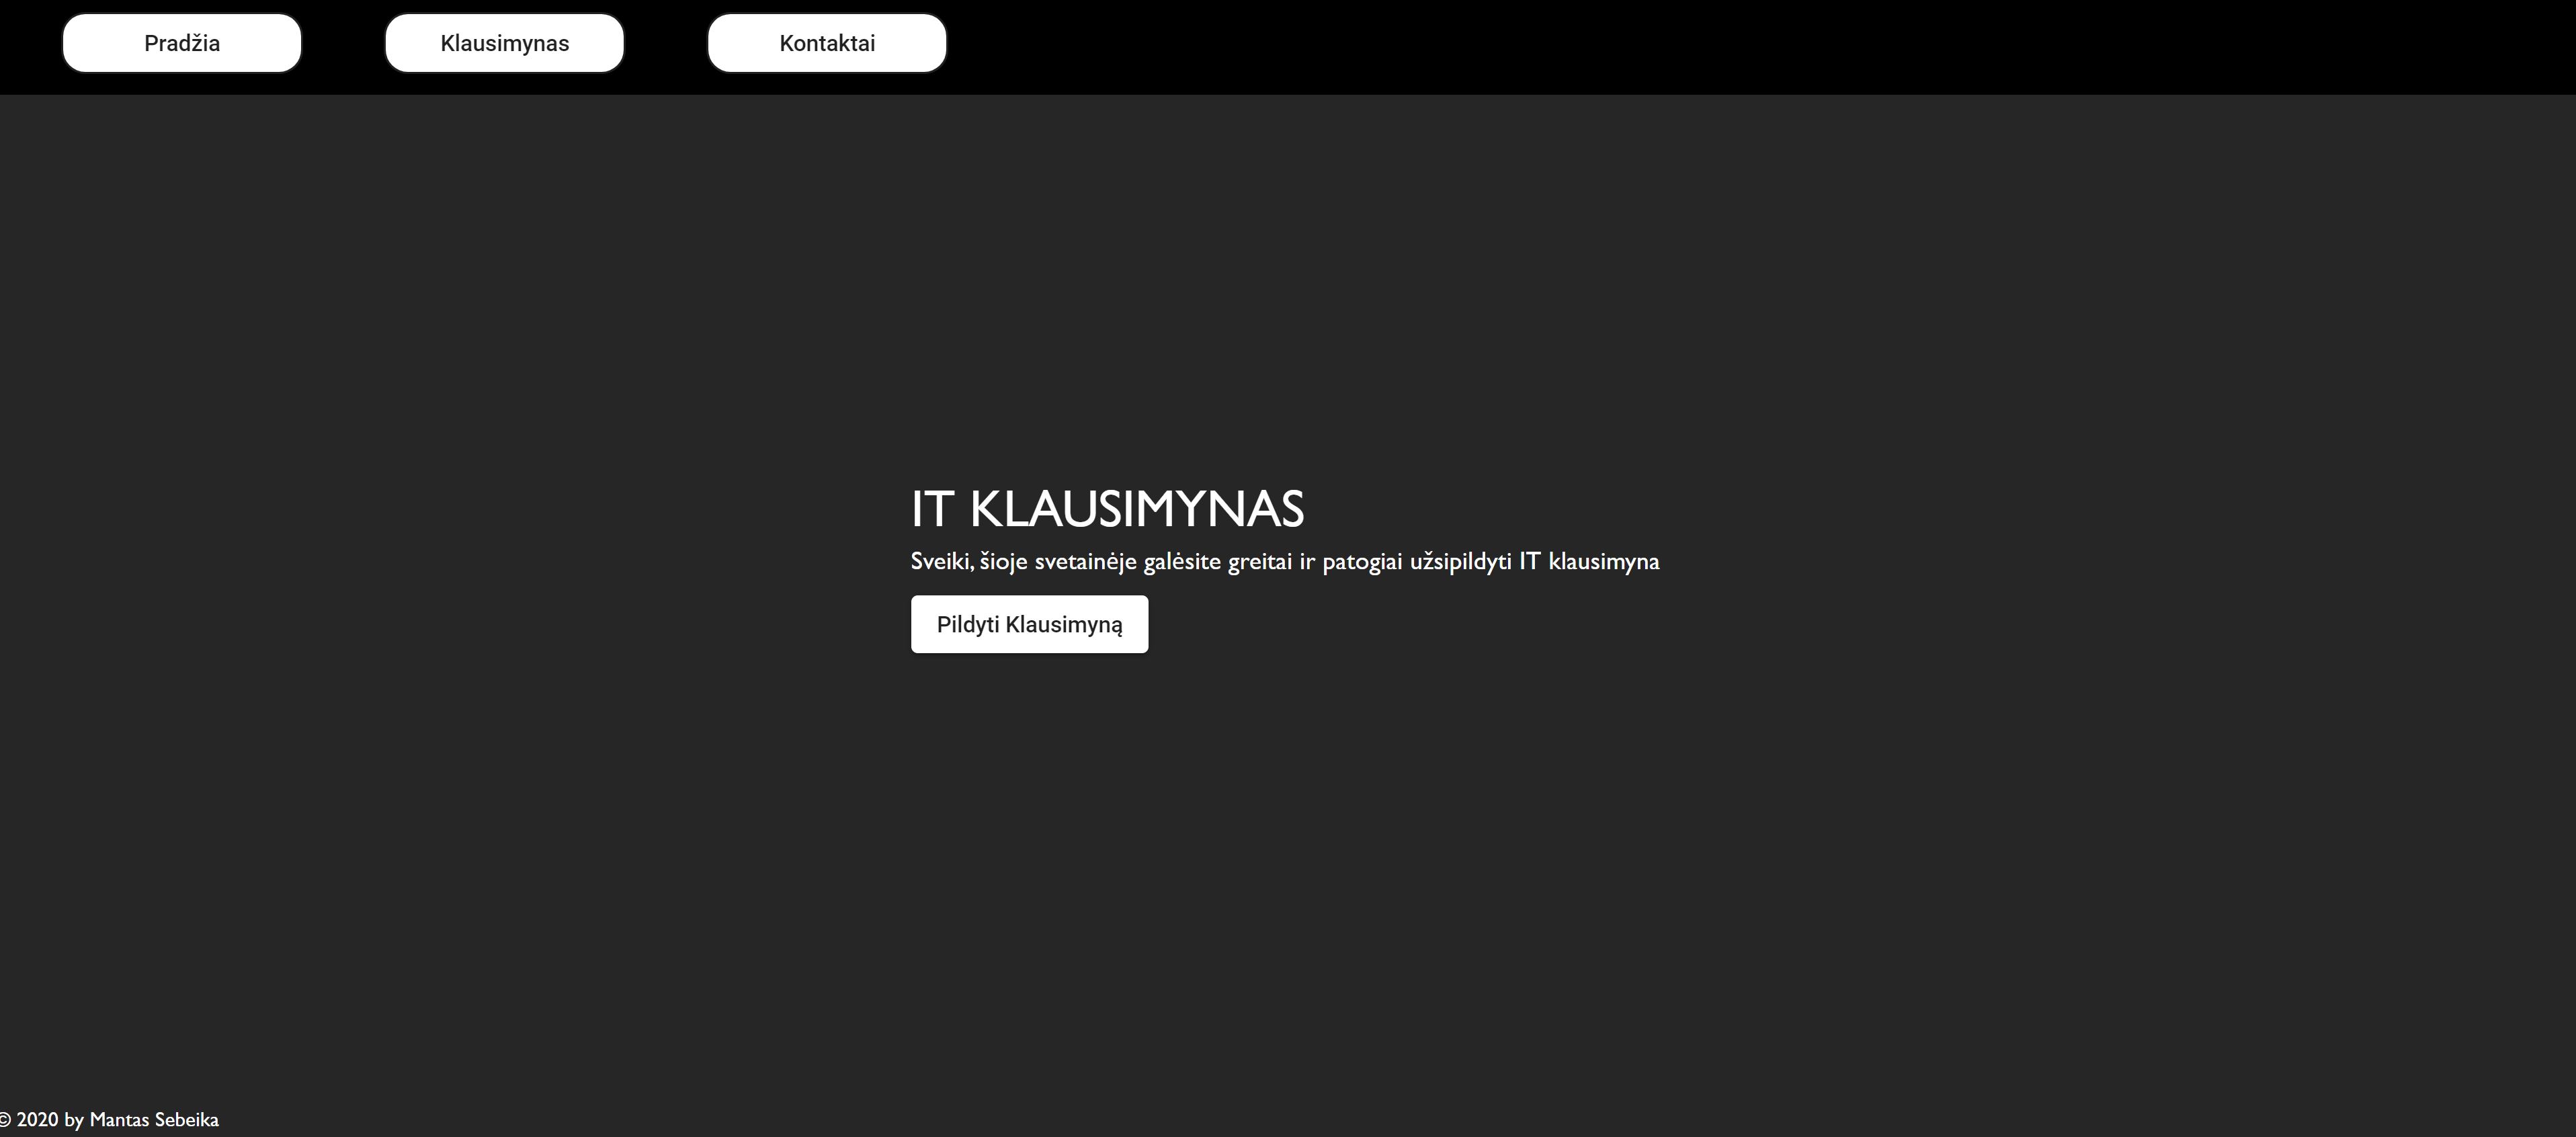 Pradžia
Klausimynas
Kontaktai
IT KLAUSIMYNAS
Sveiki, šioje svetainėje galėsite greitai ir patogiai užsipildyti IT klausimyna
Pildyti Klausimyną
© 2020 by Mantas Sebeika